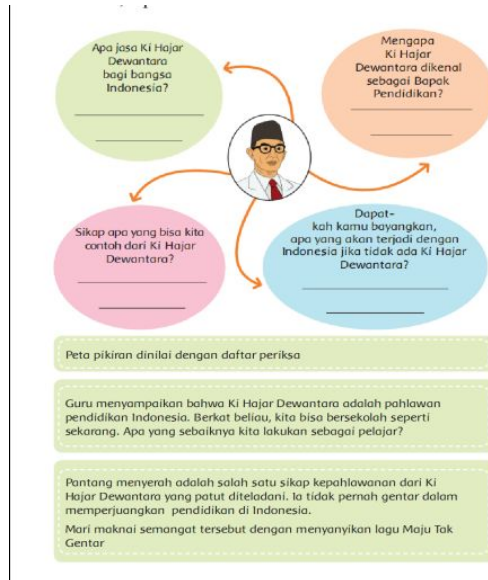 Apa jasa Ki Hajar
Dewantara
bagi bangsa
Indonesia?
Mengapa
Ki Hajar
Dewantara dikenal
sebagai Bapak
Pendidikan?
Sikap apa yang bisa kita
contoh dari Ki Hajar
Dewantara?
Dapat-
kah kamu bayangkan,
apa yang akan terjadi dengan
Indonesia jika tidak ada Ki Hajar
Dewantara?
Peta pikiran dinilai dengan daftar periksa
Guru menyampaikan bahwa Ki Hajar Dewantara adalah pahlawan
pendidikan Indonesia. Berkat beliau, kita bisa bersekolah seperti
sekarang. Apa yang sebaiknya kita lakukan sebagai pelajar?
Pantang menyerah adalah salah satu sikap kepahlawanan dari Ki
Hajar Dewantara yang patut diteladani. Ia tidak pernah gentar dalam
memperjuangkan pendidikan di Indonesia.
Mari maknai semangat tersebut dengan menyanyikan lagu Maju Tak
Gentar